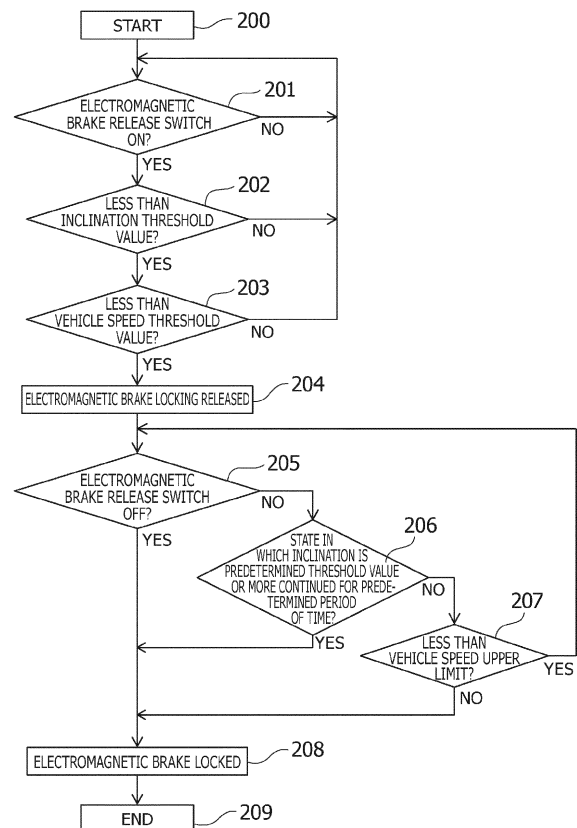 START
200
ELECTROMAGNETIC
BRAKE RELEASE SWITCH
ON?
201
NO
YES
LESS THAN
INCLINATION THRESHOLD
VALUE?
202
NO
YES
LESS THAN
VEHICLE SPEED THRESHOLD
VALUE?
203
NO
YES
ELECTROMAGNETIC BRAKE LOCKING RELEASED
204
ELECTROMAGNETIC
BRAKE RELEASE SWITCH
OFF?
205
NO
YES
STATE IN
WHICH INCLINATION IS
PREDETERMINED THRESHOLD VALUE
OR MORE CONTINUED FOR PREDE-
TERMINED PERIOD
OF TIME?
206
NO
YES
LESS THAN
VEHICLE SPEED UPPER
LIMIT?
207
YES
NO
ELECTROMAGNETIC BRAKE LOCKED
208
END
209